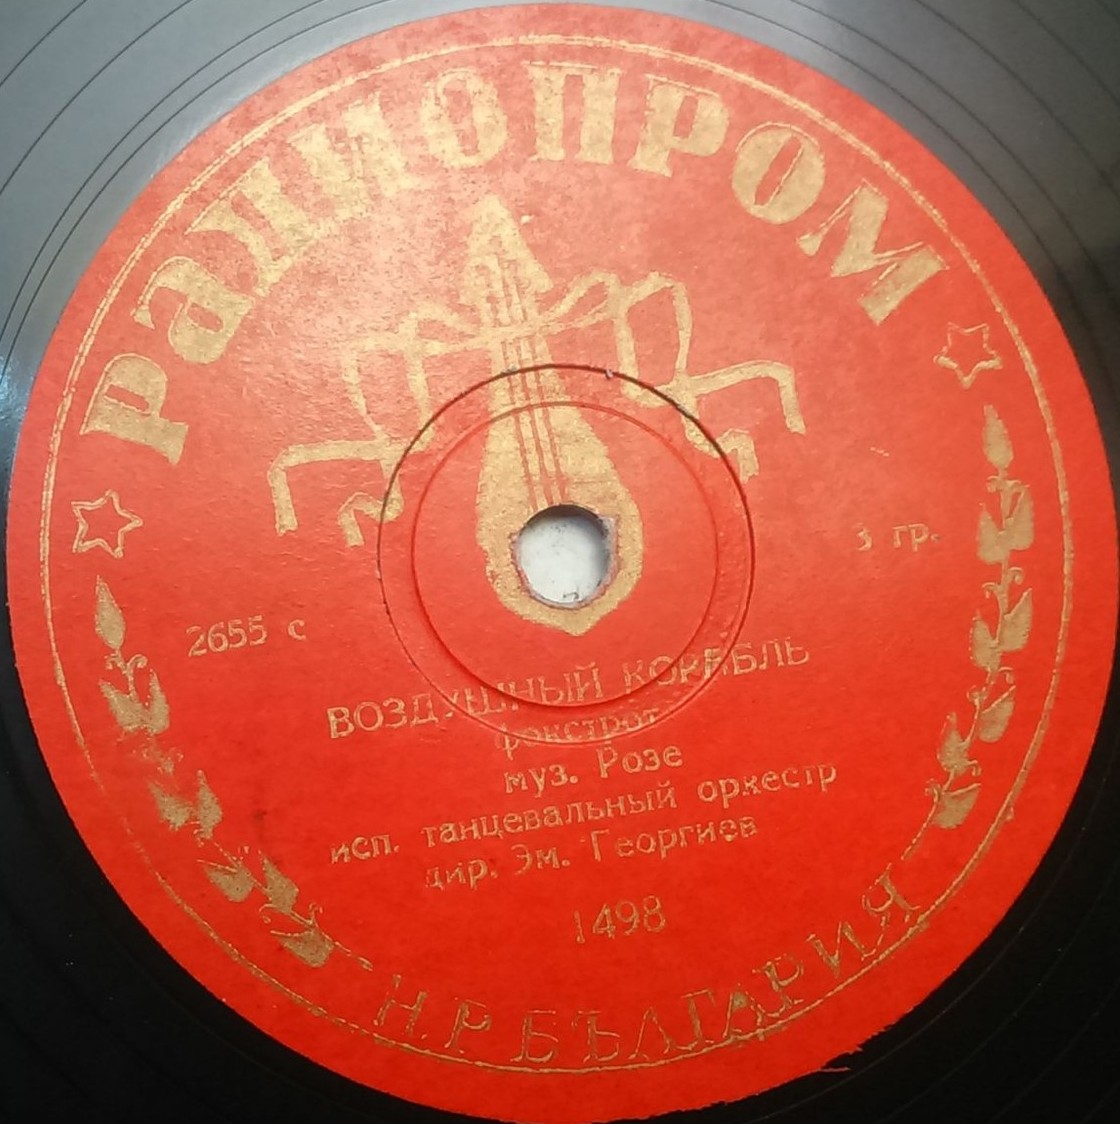 Радиопром
3 гр.
2655 с
ВОЗДУШНЫЙ КОРАБЛЬ
фокстрот
муз. Розе
исп. танцевальный оркестр
дир. Эм. Георгиев
1498
Н.Р. БЪЛГАРИЯ